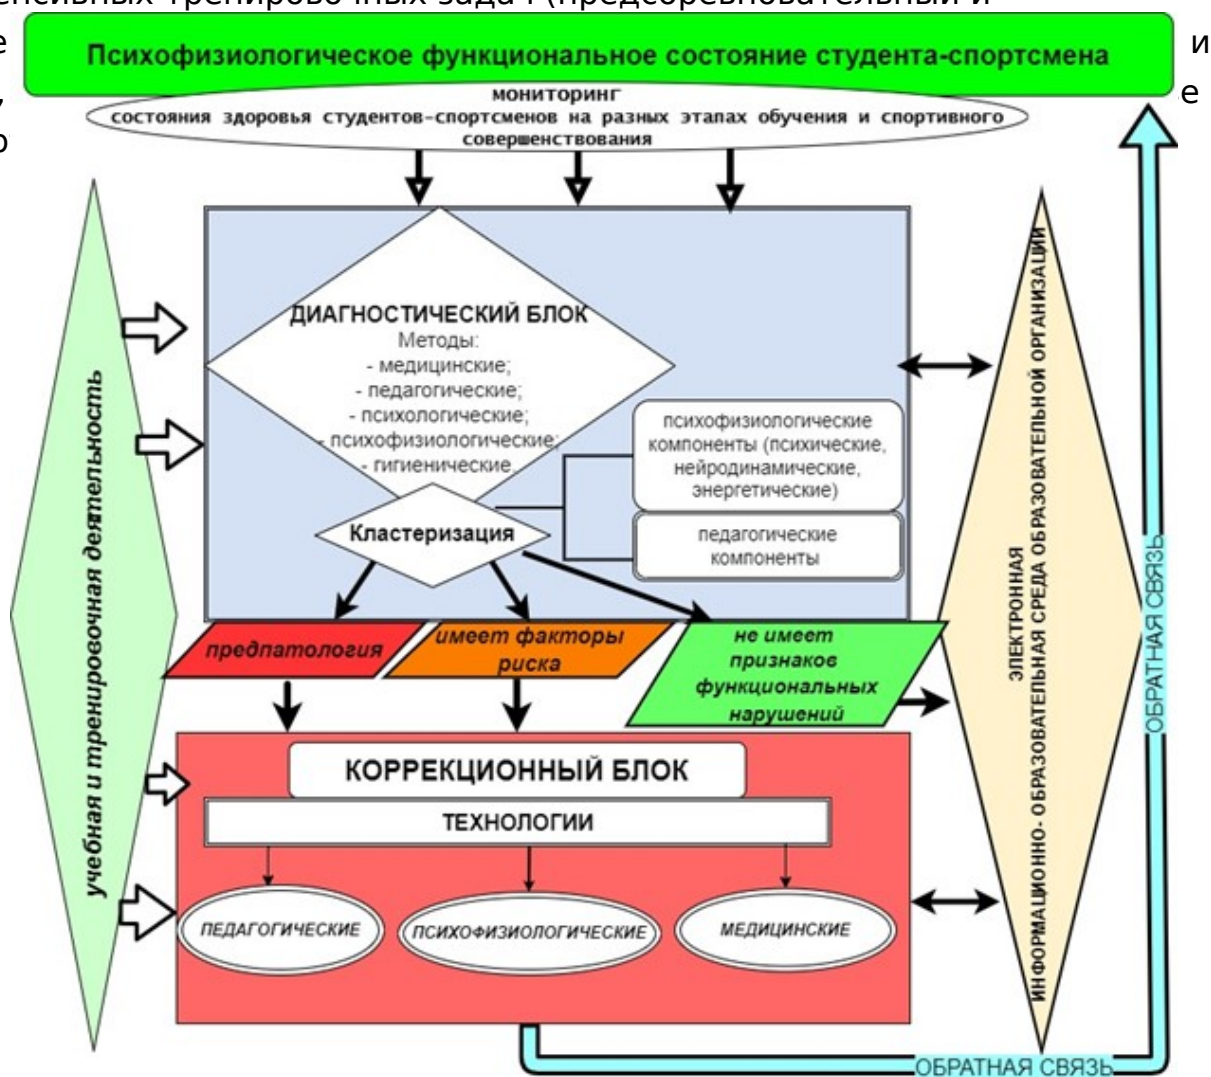 тренировочных задач (предсоревновательный и
е
и
Психофизиологическое функциональное состояние студента-спортсмена
,
е
о
мониторинг
состояния здоровья студентов-спортсменов на разных этапах обучения и спортивного
совершенствования
учебная и тренировочная деятельность
ДИАГНОСТИЧЕСКИЙ БЛОК
Методы:
- медицинские;
- педагогические;
- психологические;
- психофизиологические;
- гигиенические.
психофизиологические
компоненты (психические,
нейродинамические,
энергетические)
педагогические
компоненты
Кластеризация
предпатология
имеет факторы
риска
не имеет
признаков
функциональных
нарушений
КОРРЕКЦИОННЫЙ БЛОК
ТЕХНОЛОГИИ
ПЕДАГОГИЧЕСКИЕ
ПСИХОФИЗИОЛОГИЧЕСКИЕ
МЕДИЦИНСКИЕ
ЭЛЕКТРОННАЯ
ИНФОРМАЦИОННО- ОБРАЗОВАТЕЛЬНАЯ СРЕДА ОБРАЗОВАТЕЛЬНОЙ ОРГАНИЗАЦИИ
ОБРАТНАЯ СВЯЗЬ
ОБРАТНАЯ СВЯЗЬ